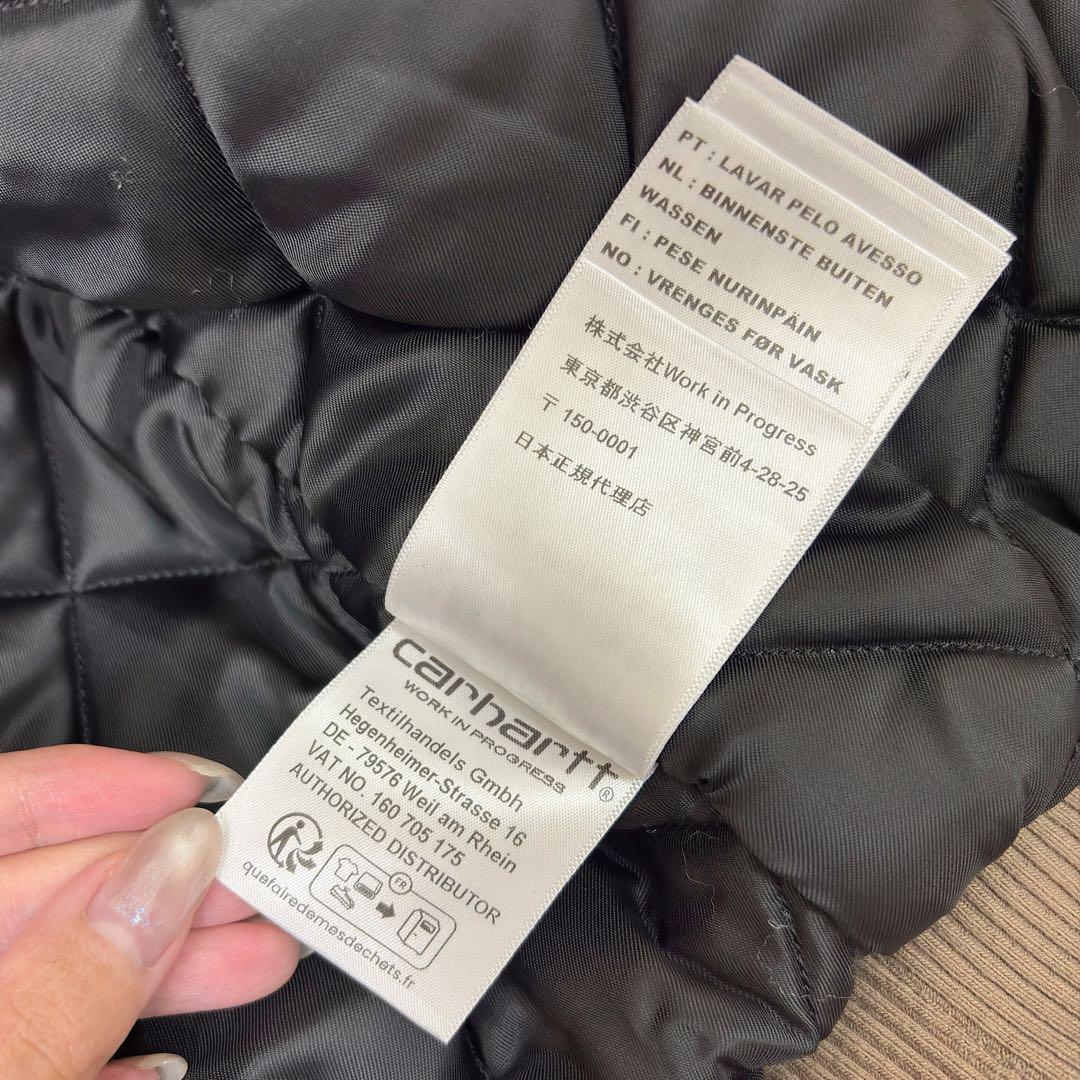 PT : LAVAR PELO AVESSO
NL : BINNENSTE BUITEN
WASSEN
FI : PESE NURINPÄIN
NO : VRENGES FØR VASK
株式会社Work in Progress
東京都渋谷区神宮前4-28-25
〒 150-0001
日本正規代理店
carhartt®
WORK IN PROGRESS
Textilhandels Gmbh
Hegenheimer-Strasse 16
DE - 79576 Weil am Rhein
VAT NO. 160 705 175
AUTHORIZED DISTRIBUTOR
FR
quefairedemesdechets.fr